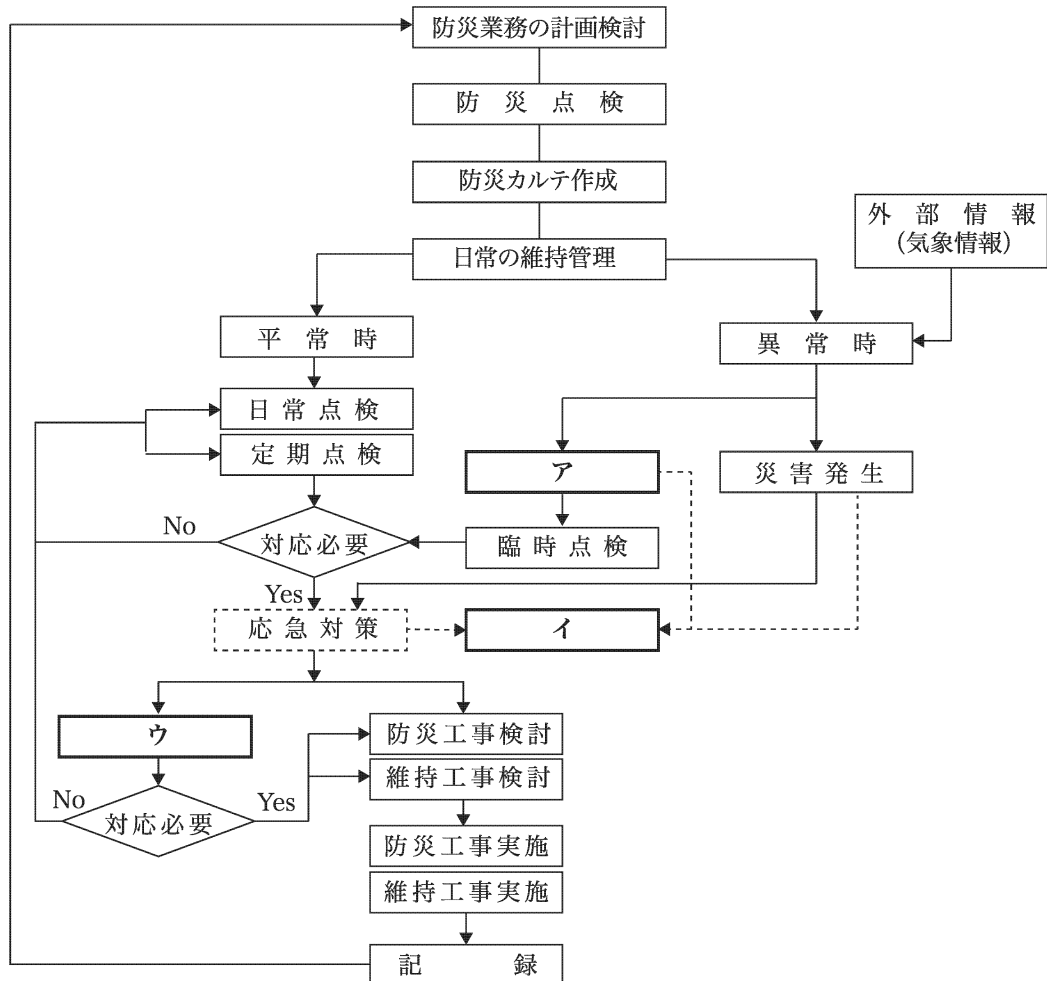 防災業務の計画検討
防災点検
防災カルテ作成
外部情報
(気象情報)
日常の維持管理
平常時
異常時
日常点検
定期点検
ア
災害発生
No
対応必要
臨時点検
Yes
応急対策
イ
ウ
防災工事検討
維持工事検討
No
対応必要
Yes
防災工事実施
維持工事実施
記録